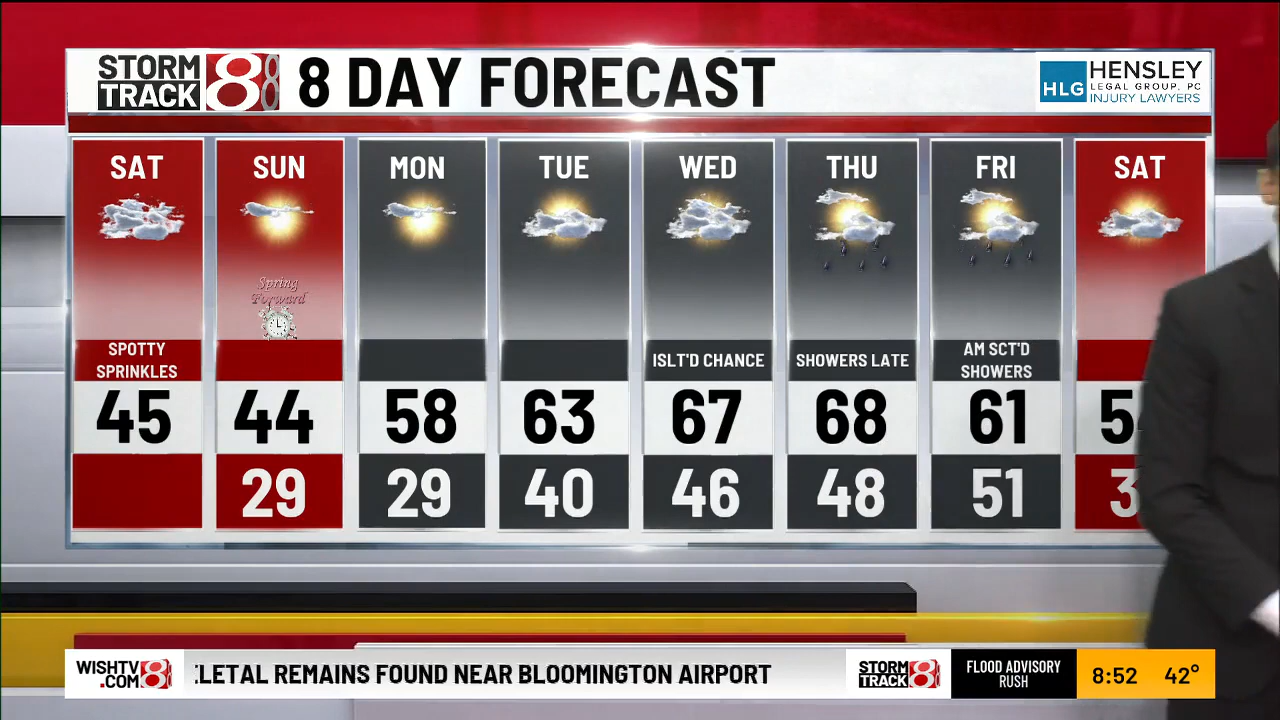 STORM
TRACK 8
8 DAY FORECAST
HLG
HENSLEY
LEGAL GROUP, PC
INJURY LAWYERS
SAT
SUN
MON
TUE
WED
THU
FRI
SAT
Spring
Forward
SPOTTY
SPRINKLES
ISLT'D CHANCE
SHOWERS LATE
AM SCT'D
SHOWERS
45
44
58
63
67
68
61
5
29
29
40
46
48
51
3
WISHTV
.COM 8
LETAL REMAINS FOUND NEAR BLOOMINGTON AIRPORT
STORM
TRACK 8
FLOOD ADVISORY
RUSH
8:52
42°